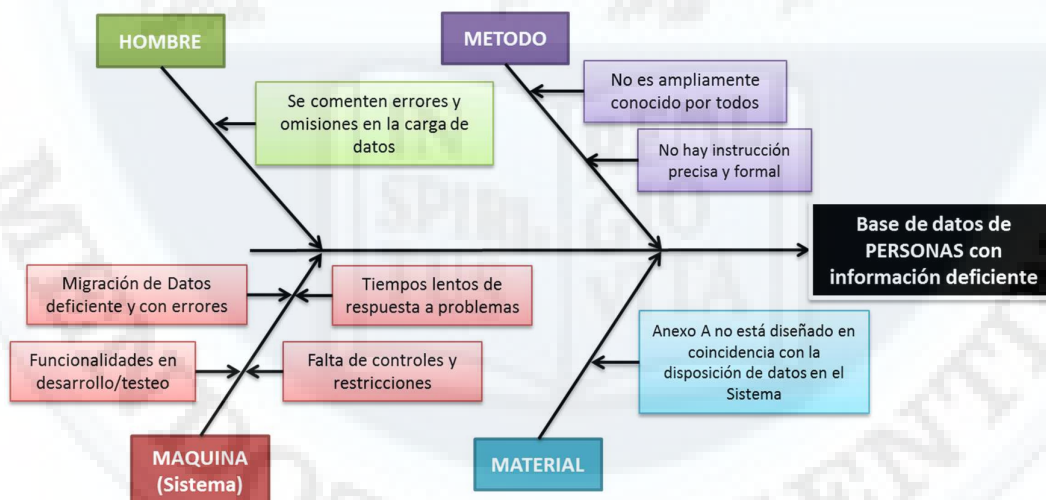 HOMBRE
METODO
Se comenten errores y
omisiones en la carga de
datos
No es ampliamente
conocido por todos
No hay instrucción
precisa y formal
Base de datos de
PERSONAS con
información deficiente
Migración de Datos
deficiente y con errores
Tiempos lentos de
respuesta a problemas
Funcionalidades en
desarrollo/testeo
Falta de controles y
restricciones
Anexo A no está diseñado en
coincidencia con la
disposición de datos en el
Sistema
MAQUINA
(Sistema)
MATERIAL